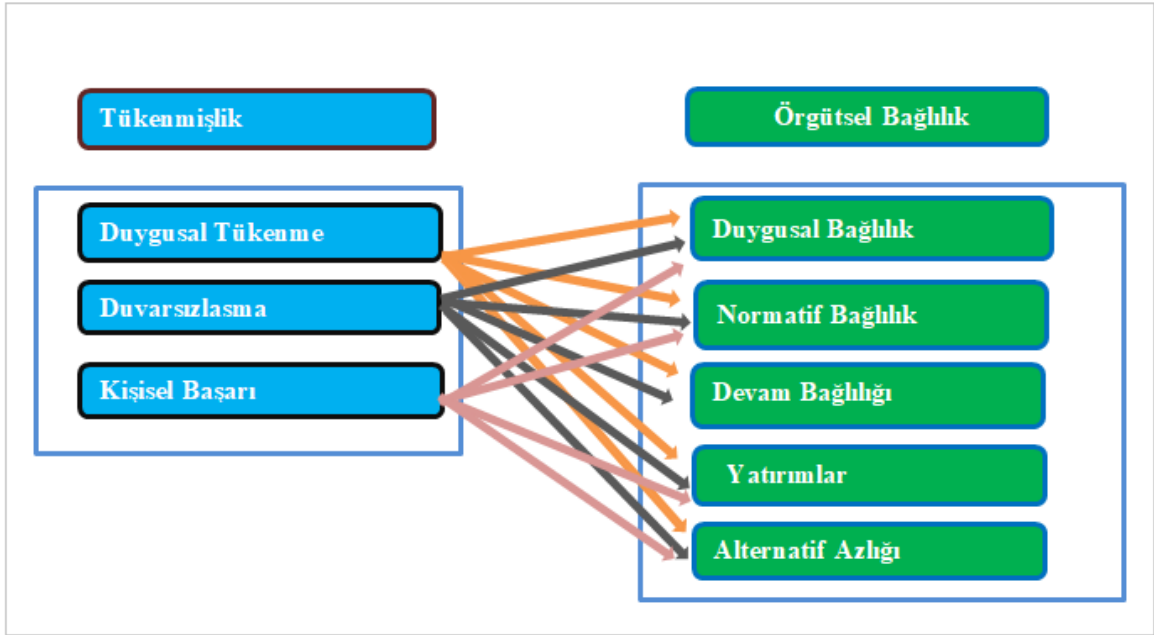 Tükenmişlik
Örgütsel Bağlılık
Duygusal Tükenme
Duvarsızlasma
Kişisel Başarı
Duygusal Bağlılık
Normatif Bağlılık
Devam Bağlılığı
Yatırımlar
Alternatif Azlığı